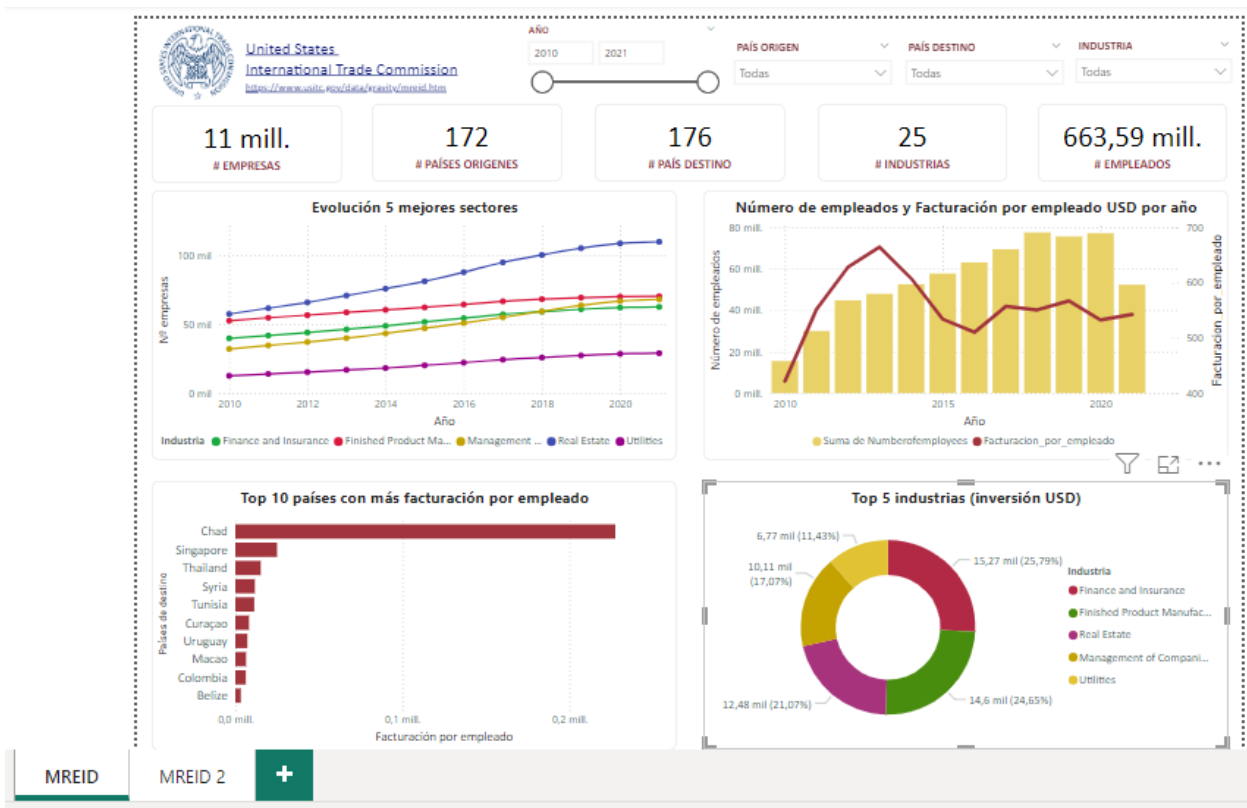 United States
International Trade Commission
https://www.usitc.gov/data/gravity/mreid.htm
AÑO
2010 2021
PAÍS ORIGEN
Todas
PAÍS DESTINO
Todas
INDUSTRIA
Todas
11 mill.
# EMPRESAS
172
# PAÍSES ORIGENES
176
# PAÍS DESTINO
25
# INDUSTRIAS
663,59 mill.
# EMPLEADOS
Evolución 5 mejores sectores
Nº empresas
100 mil
50 mil
0 mil
2010 2012 2014 2016 2018 2020
Año
Industria Finance and Insurance Finished Product Ma... Management ... Real Estate Utilities
Número de empleados y Facturación por empleado USD por año
Número de empleados
80 mill.
60 mill.
40 mill.
20 mill.
0 mill.
700
600
500
400
Facturacion_por_empleado
2010 2015 2020
Año
Suma de Numberofemployees Facturacion_por_empleado
Top 10 países con más facturación por empleado
Países de destino
Chad
Singapore
Thailand
Syria
Tunisia
Curaçao
Uruguay
Macao
Colombia
Belize
0,0 mill. 0,1 mill. 0,2 mill.
Facturación por empleado
Top 5 industrias (inversión USD)
6,77 mil (11,43%)
15,27 mil (25,79%)
10,11 mil
(17,07%)
12,48 mil (21,07%)
14,6 mil (24,65%)
Industria
Finance and Insurance
Finished Product Manufac...
Real Estate
Management of Compani...
Utilities
MREID MREID 2 +